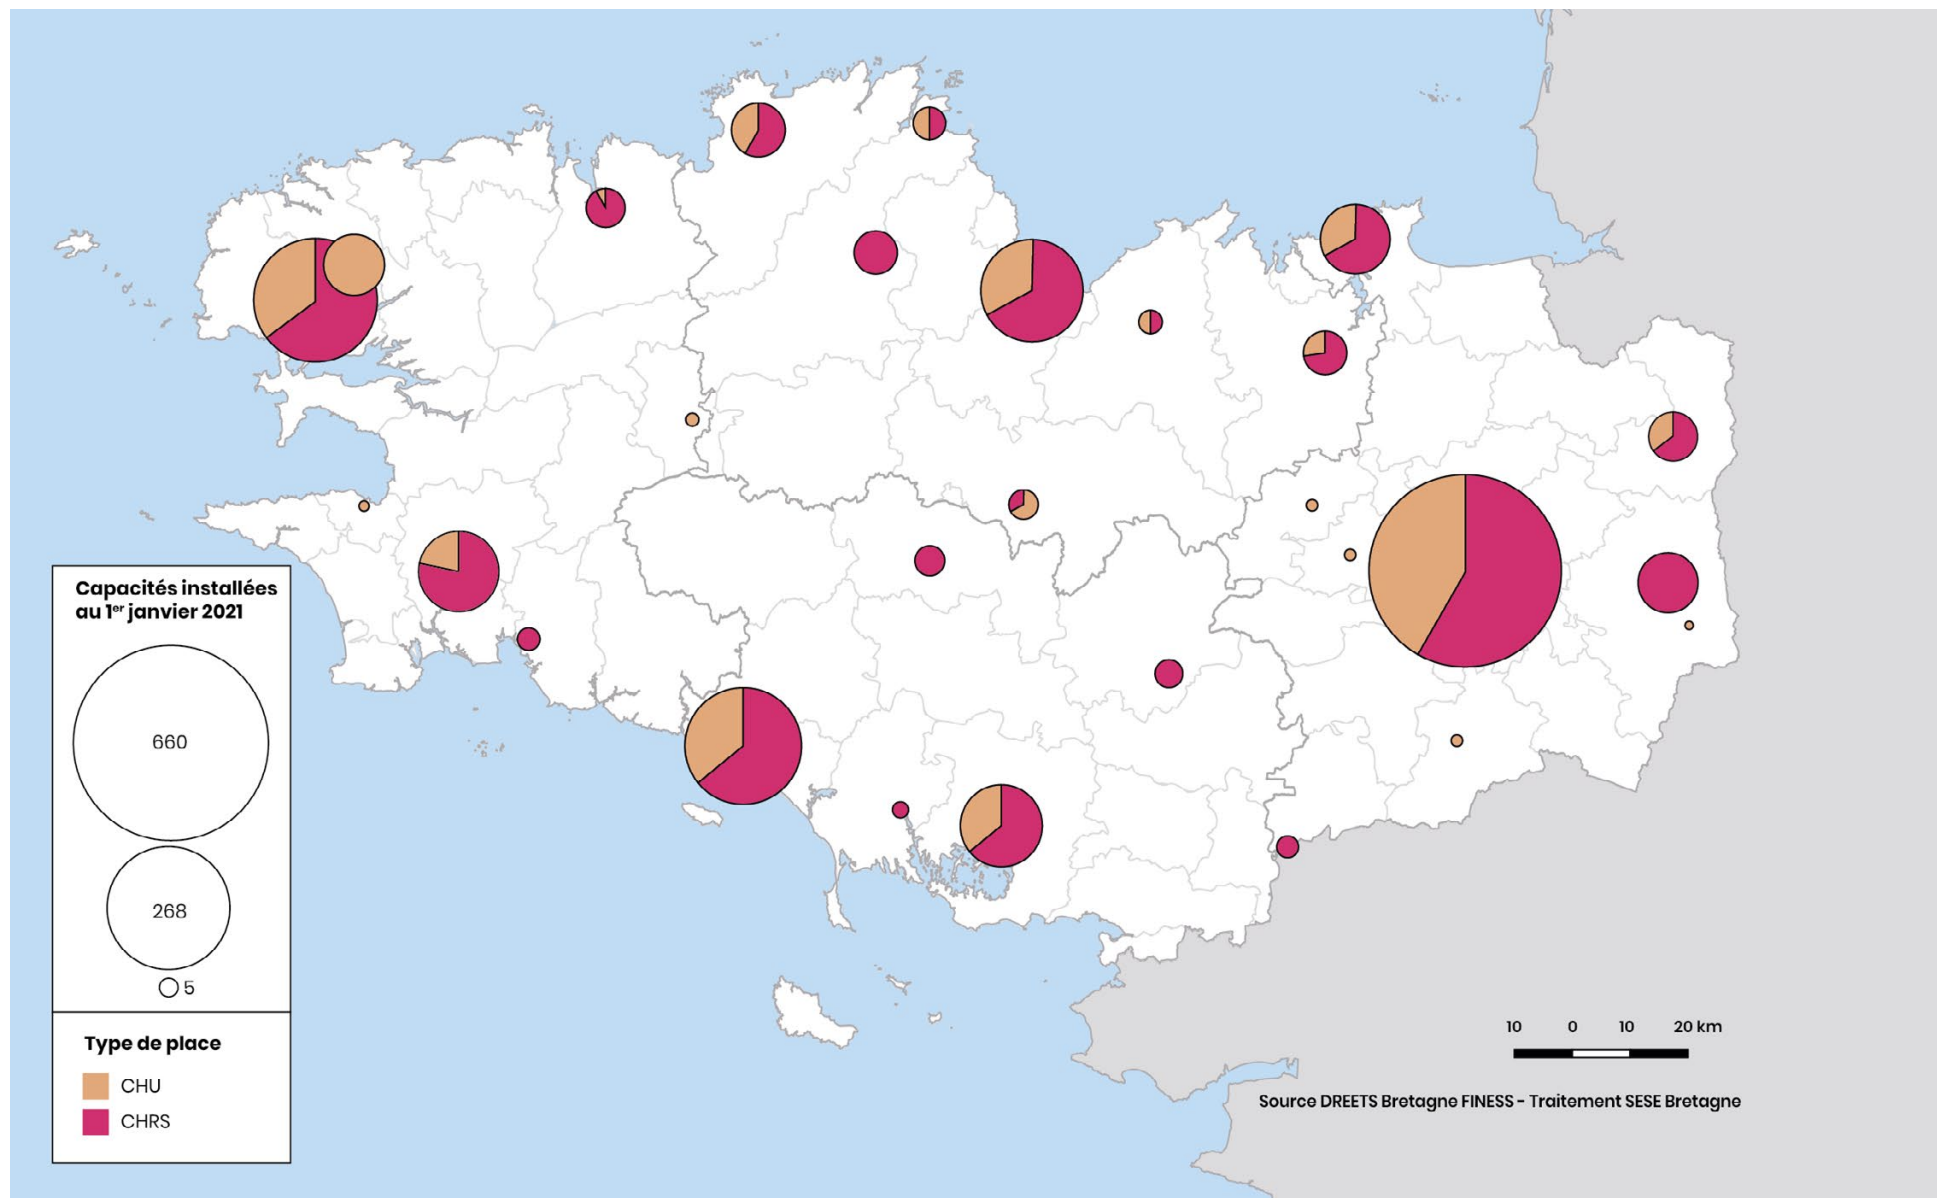 Capacités installées
au 1er janvier 2021
660
268
5
Type de place
CHU
CHRS
10 0 10 20 km
Source DREETS Bretagne FINESS - Traitement SESE Bretagne